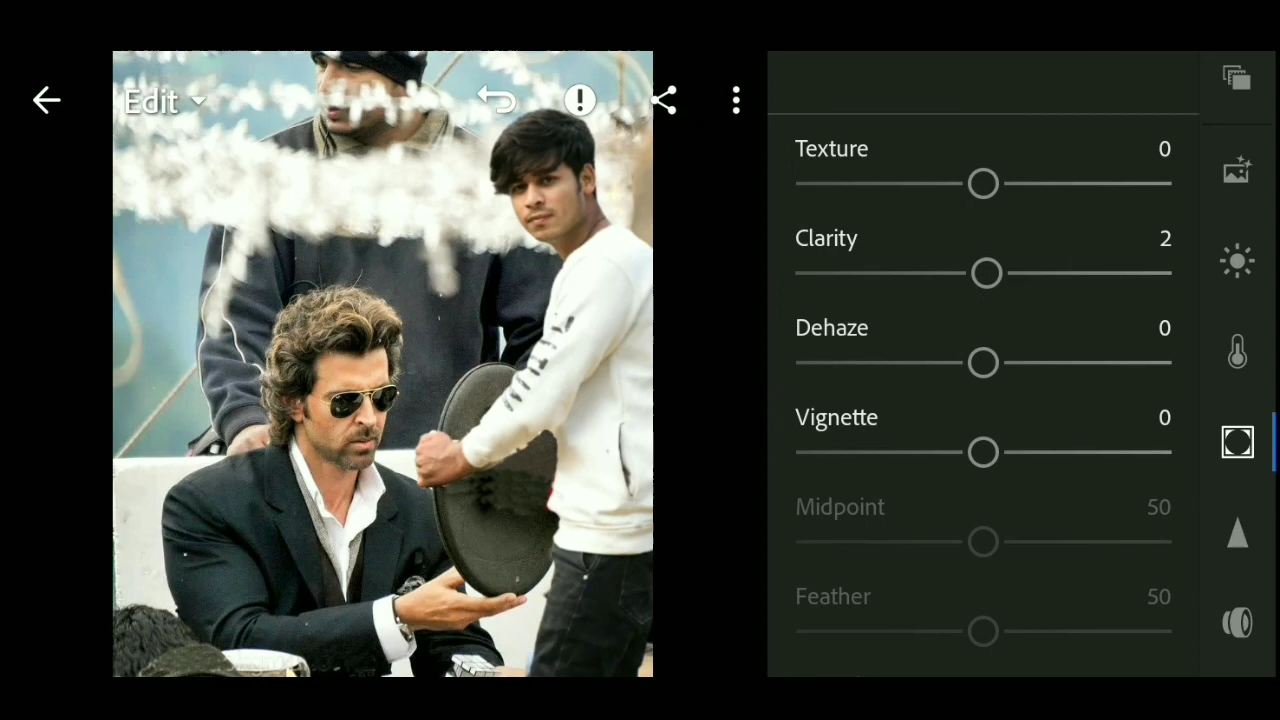 Edit
Texture 0
Clarity 2
Dehaze 0
Vignette 0
Midpoint 50
Feather 50